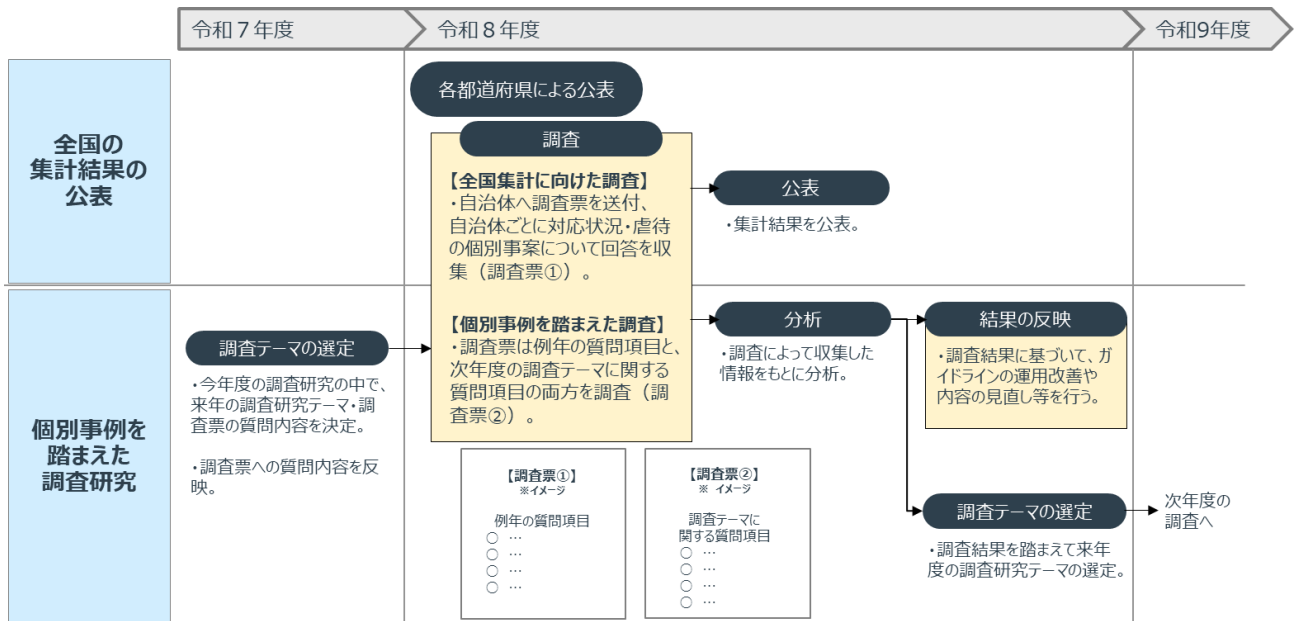 令和７年度
令和８年度
令和9年度
全国の
集計結果の
公表
各都道府県による公表
調査
【全国集計に向けた調査】
・自治体へ調査票を送付、
自治体ごとに対応状況・虐待
の個別事案について回答を収
集（調査票①）。
公表
・集計結果を公表。
個別事例を
踏まえた
調査研究
調査テーマの選定
・今年度の調査研究の中で、
来年の調査研究テーマ・調
査票の質問内容を決定。
・調査票への質問内容を反
映。
【個別事例を踏まえた調査】
・調査票は例年の質問項目と、
次年度の調査テーマに関する
質問項目の両方を調査（調
査票②）。
分析
・調査によって収集した
情報をもとに分析。
結果の反映
・調査結果に基づいて、ガ
イドラインの運用改善や
内容の見直し等を行う。
【調査票①】
※イメージ
例年の質問項目
○ …
○ …
○ …
○ …
【調査票②】
※ イメージ
調査テーマに
関する質問項目
○ …
○ …
○ …
○ …
調査テーマの選定
・調査結果を踏まえて来年
度の調査研究テーマの選定。
次年度の
調査へ